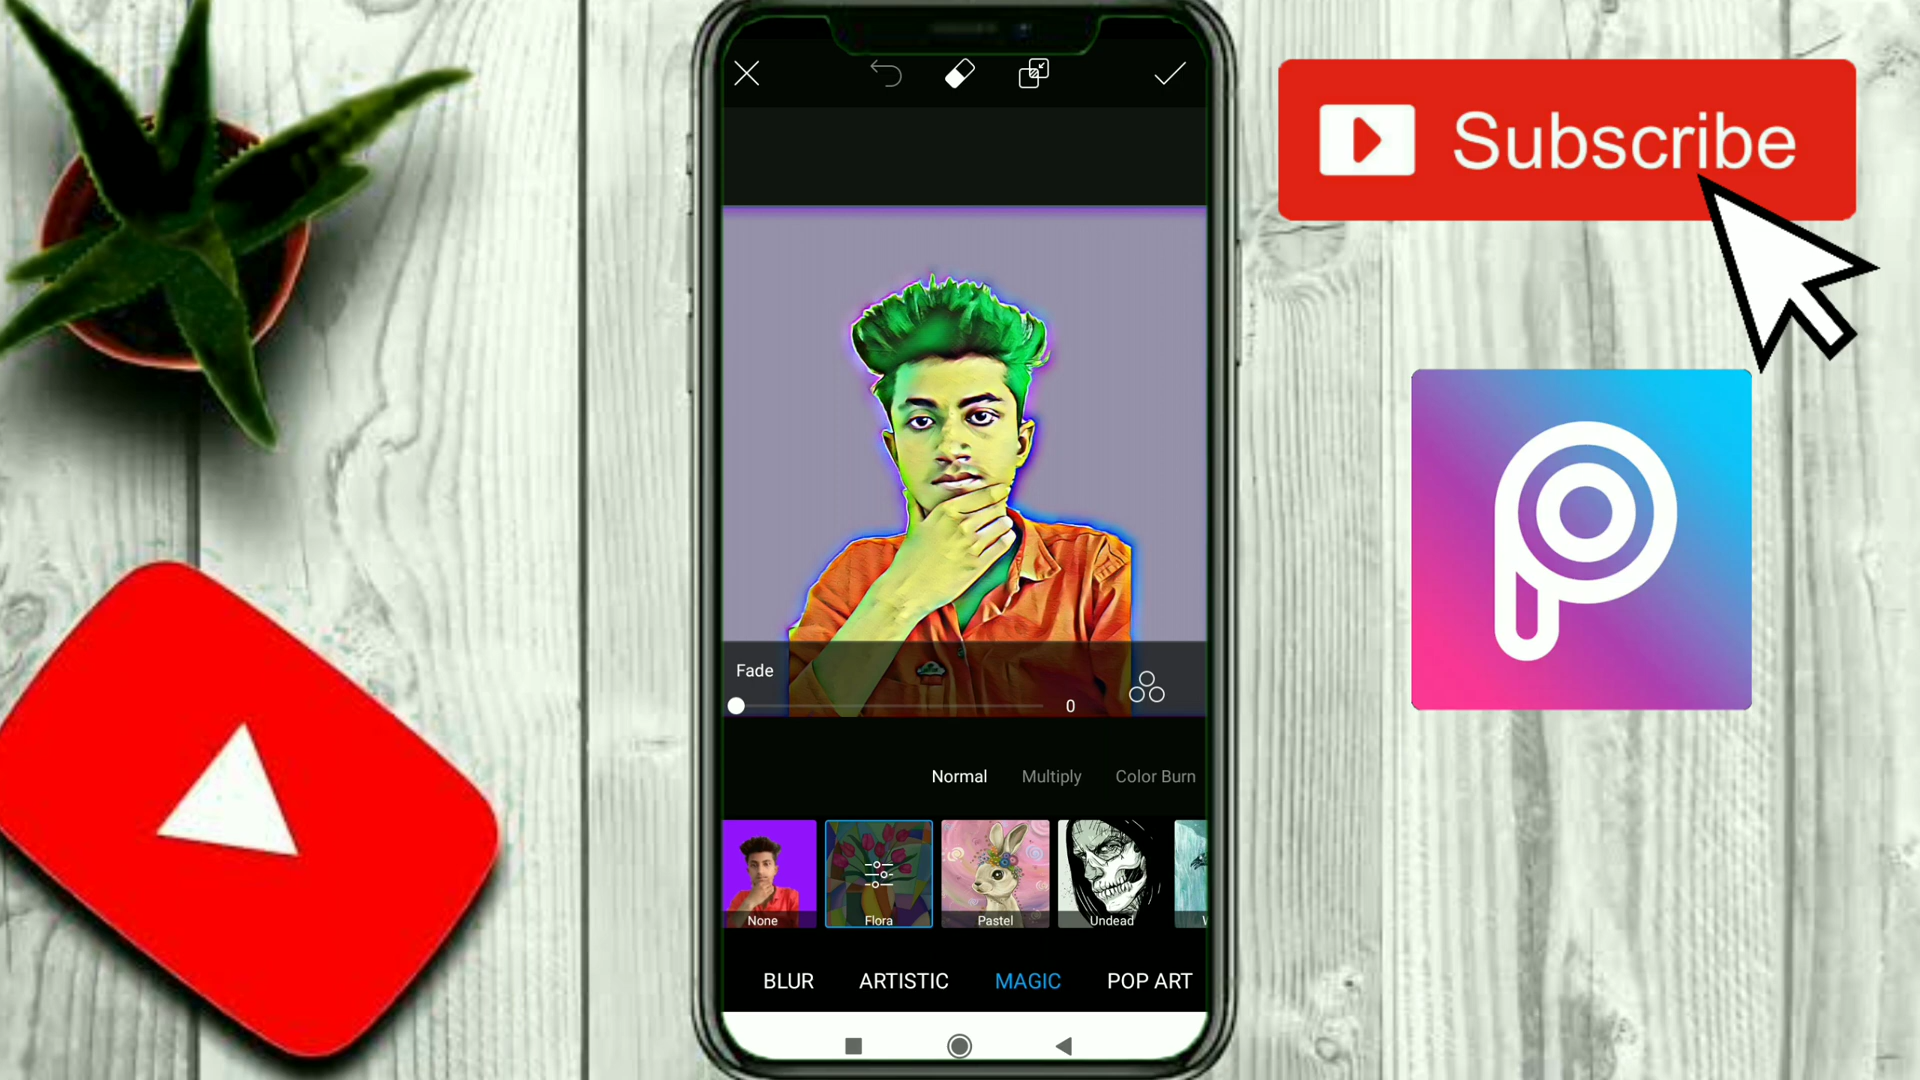 Subscribe
Fade
0
Normal Multiply Color Burn
None Flora Pastel Undead
BLUR ARTISTIC MAGIC POP ART